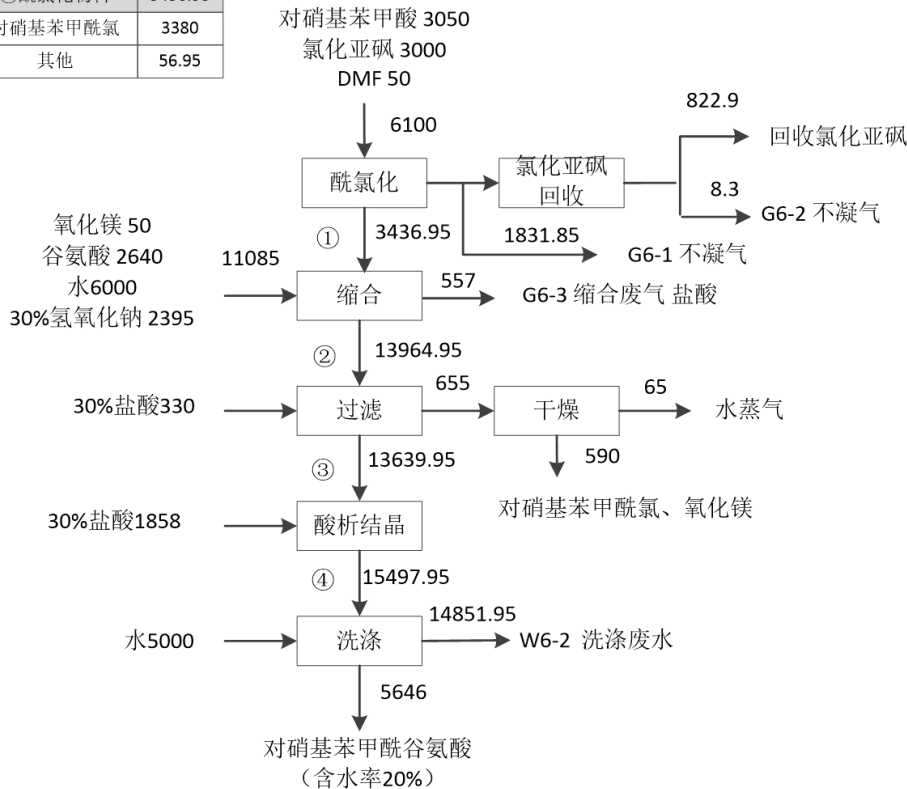 对硝基苯甲酰氯 3380
其他 56.95
对硝基苯甲酸 3050
氯化亚砜 3000
DMF 50
6100
822.9
回收氯化亚砜
酰氯化
氯化亚砜
回收
8.3
G6-2 不凝气
①
3436.95
1831.85
G6-1 不凝气
氧化镁 50
谷氨酸 2640
水6000
30%氢氧化钠 2395
11085
缩合
557
G6-3 缩合废气 盐酸
②
13964.95
30%盐酸330
过滤
655
干燥
65
水蒸气
③
13639.95
590
对硝基苯甲酰氯、氧化镁
30%盐酸1858
酸析结晶
④
15497.95
14851.95
水5000
洗涤
W6-2 洗涤废水
5646
对硝基苯甲酰谷氨酸
（含水率20%）